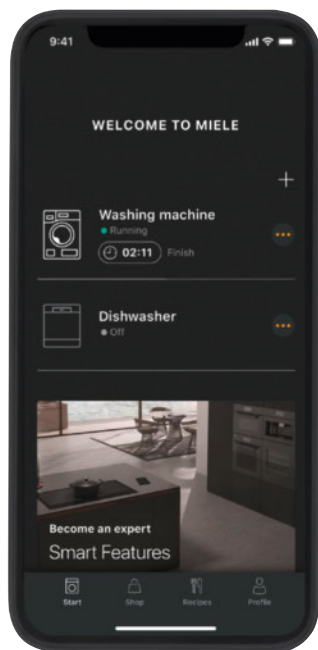 9:41
WELCOME TO MIELE
Washing machine
Running
02:11 Finish
Dishwasher
Off
Become an expert
Smart Features
Start Shop Recipes Profile